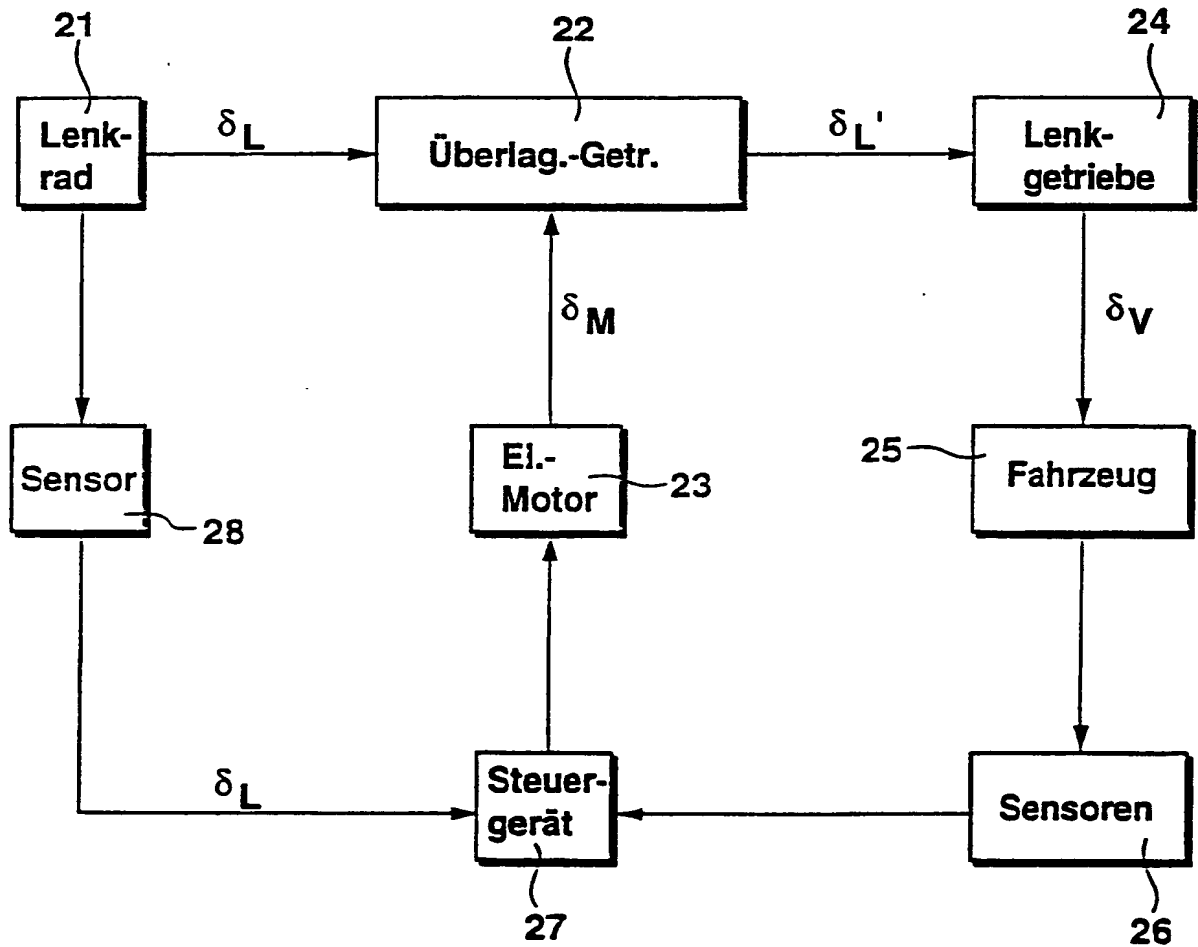 21
22
24
Lenk-
rad
δL
Überlag.-Getr.
δL'
Lenk-
getriebe
δM
δV
Sensor
28
El.-
Motor
23
25
Fahrzeug
δL
Steuer-
gerät
27
Sensoren
26